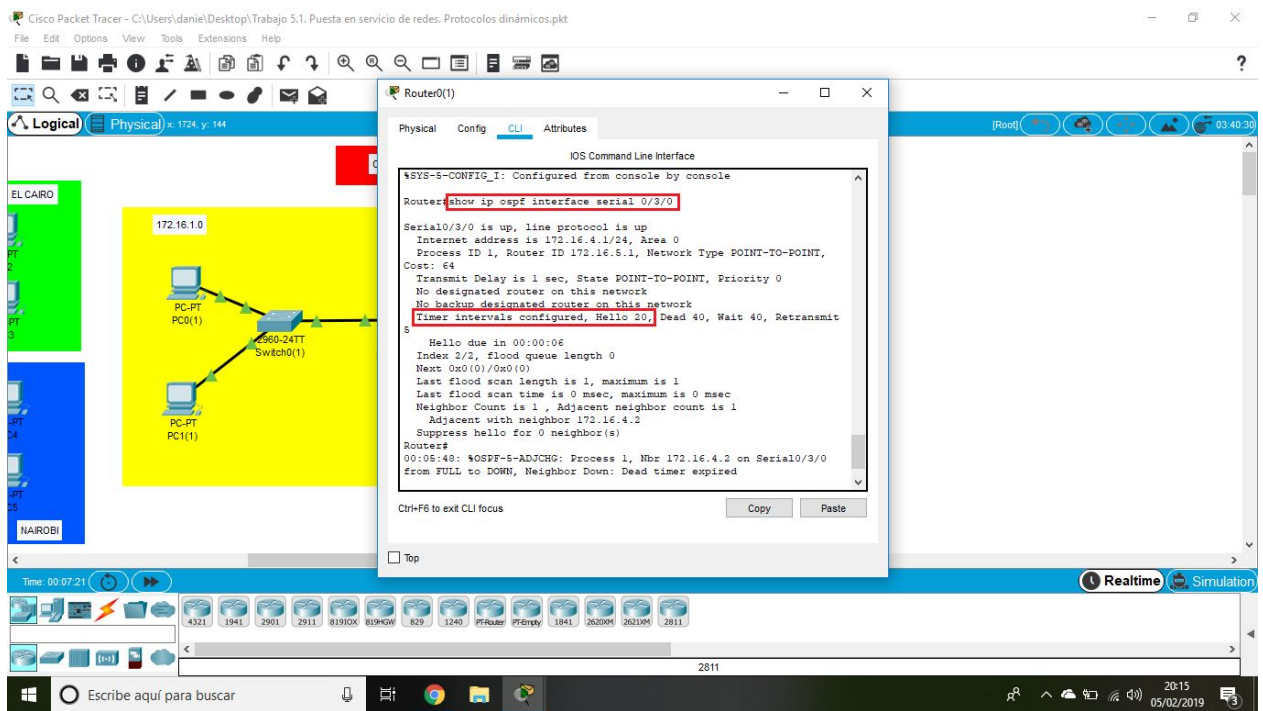 Cisco Packet Tracer - C:\Users\danie\Desktop\Trabajo 5.1. Puesta en servicio de redes. Protocolos dinámicos.pkt
File Edit Options View Tools Extensions Help
Logical Physical x: 1724, y: 144
[Root] 03:40:30
EL CAIRO
172.16.1.0
PC-PT
PC0(1)
2960-24TT
Switch0(1)
PC-PT
PC1(1)
NAIROBI
Router0(1)
Physical Config CLI Attributes
IOS Command Line Interface
%SYS-5-CONFIG_I: Configured from console by console
Router#show ip ospf interface serial 0/3/0
Serial0/3/0 is up, line protocol is up
Internet address is 172.16.4.1/24, Area 0
Process ID 1, Router ID 172.16.5.1, Network Type POINT-TO-POINT,
Cost: 64
Transmit Delay is 1 sec, State POINT-TO-POINT, Priority 0
No designated router on this network
No backup designated router on this network
Timer intervals configured, Hello 20, Dead 40, Wait 40, Retransmit
5
Hello due in 00:00:06
Index 2/2, flood queue length 0
Next 0x0(0)/0x0(0)
Last flood scan length is 1, maximum is 1
Last flood scan time is 0 msec, maximum is 0 msec
Neighbor Count is 1 , Adjacent neighbor count is 1
Adjacent with neighbor 172.16.4.2
Suppress hello for 0 neighbor(s)
Router#
00:05:48: %OSPF-5-ADJCHG: Process 1, Nbr 172.16.4.2 on Serial0/3/0
from FULL to DOWN, Neighbor Down: Dead timer expired
Ctrl+F6 to exit CLI focus
Copy Paste
Top
Time: 00:07:21
Realtime Simulation
4321 1941 2901 2911 819IOX 819HGW 829 1240 PT-Router PT-Empty 1841 2620XM 2621XM 2811
2811
Escribe aquí para buscar
20:15
05/02/2019